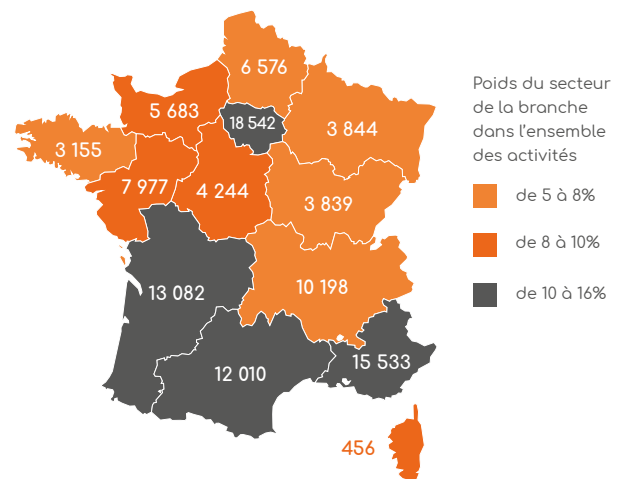 6 576
5 683
18 542
3 844
3 155
7 977
4 244
3 839
13 082
10 198
12 010
15 533
456
Poids du secteur
de la branche
dans l'ensemble
des activités
de 5 à 8%
de 8 à 10%
de 10 à 16%